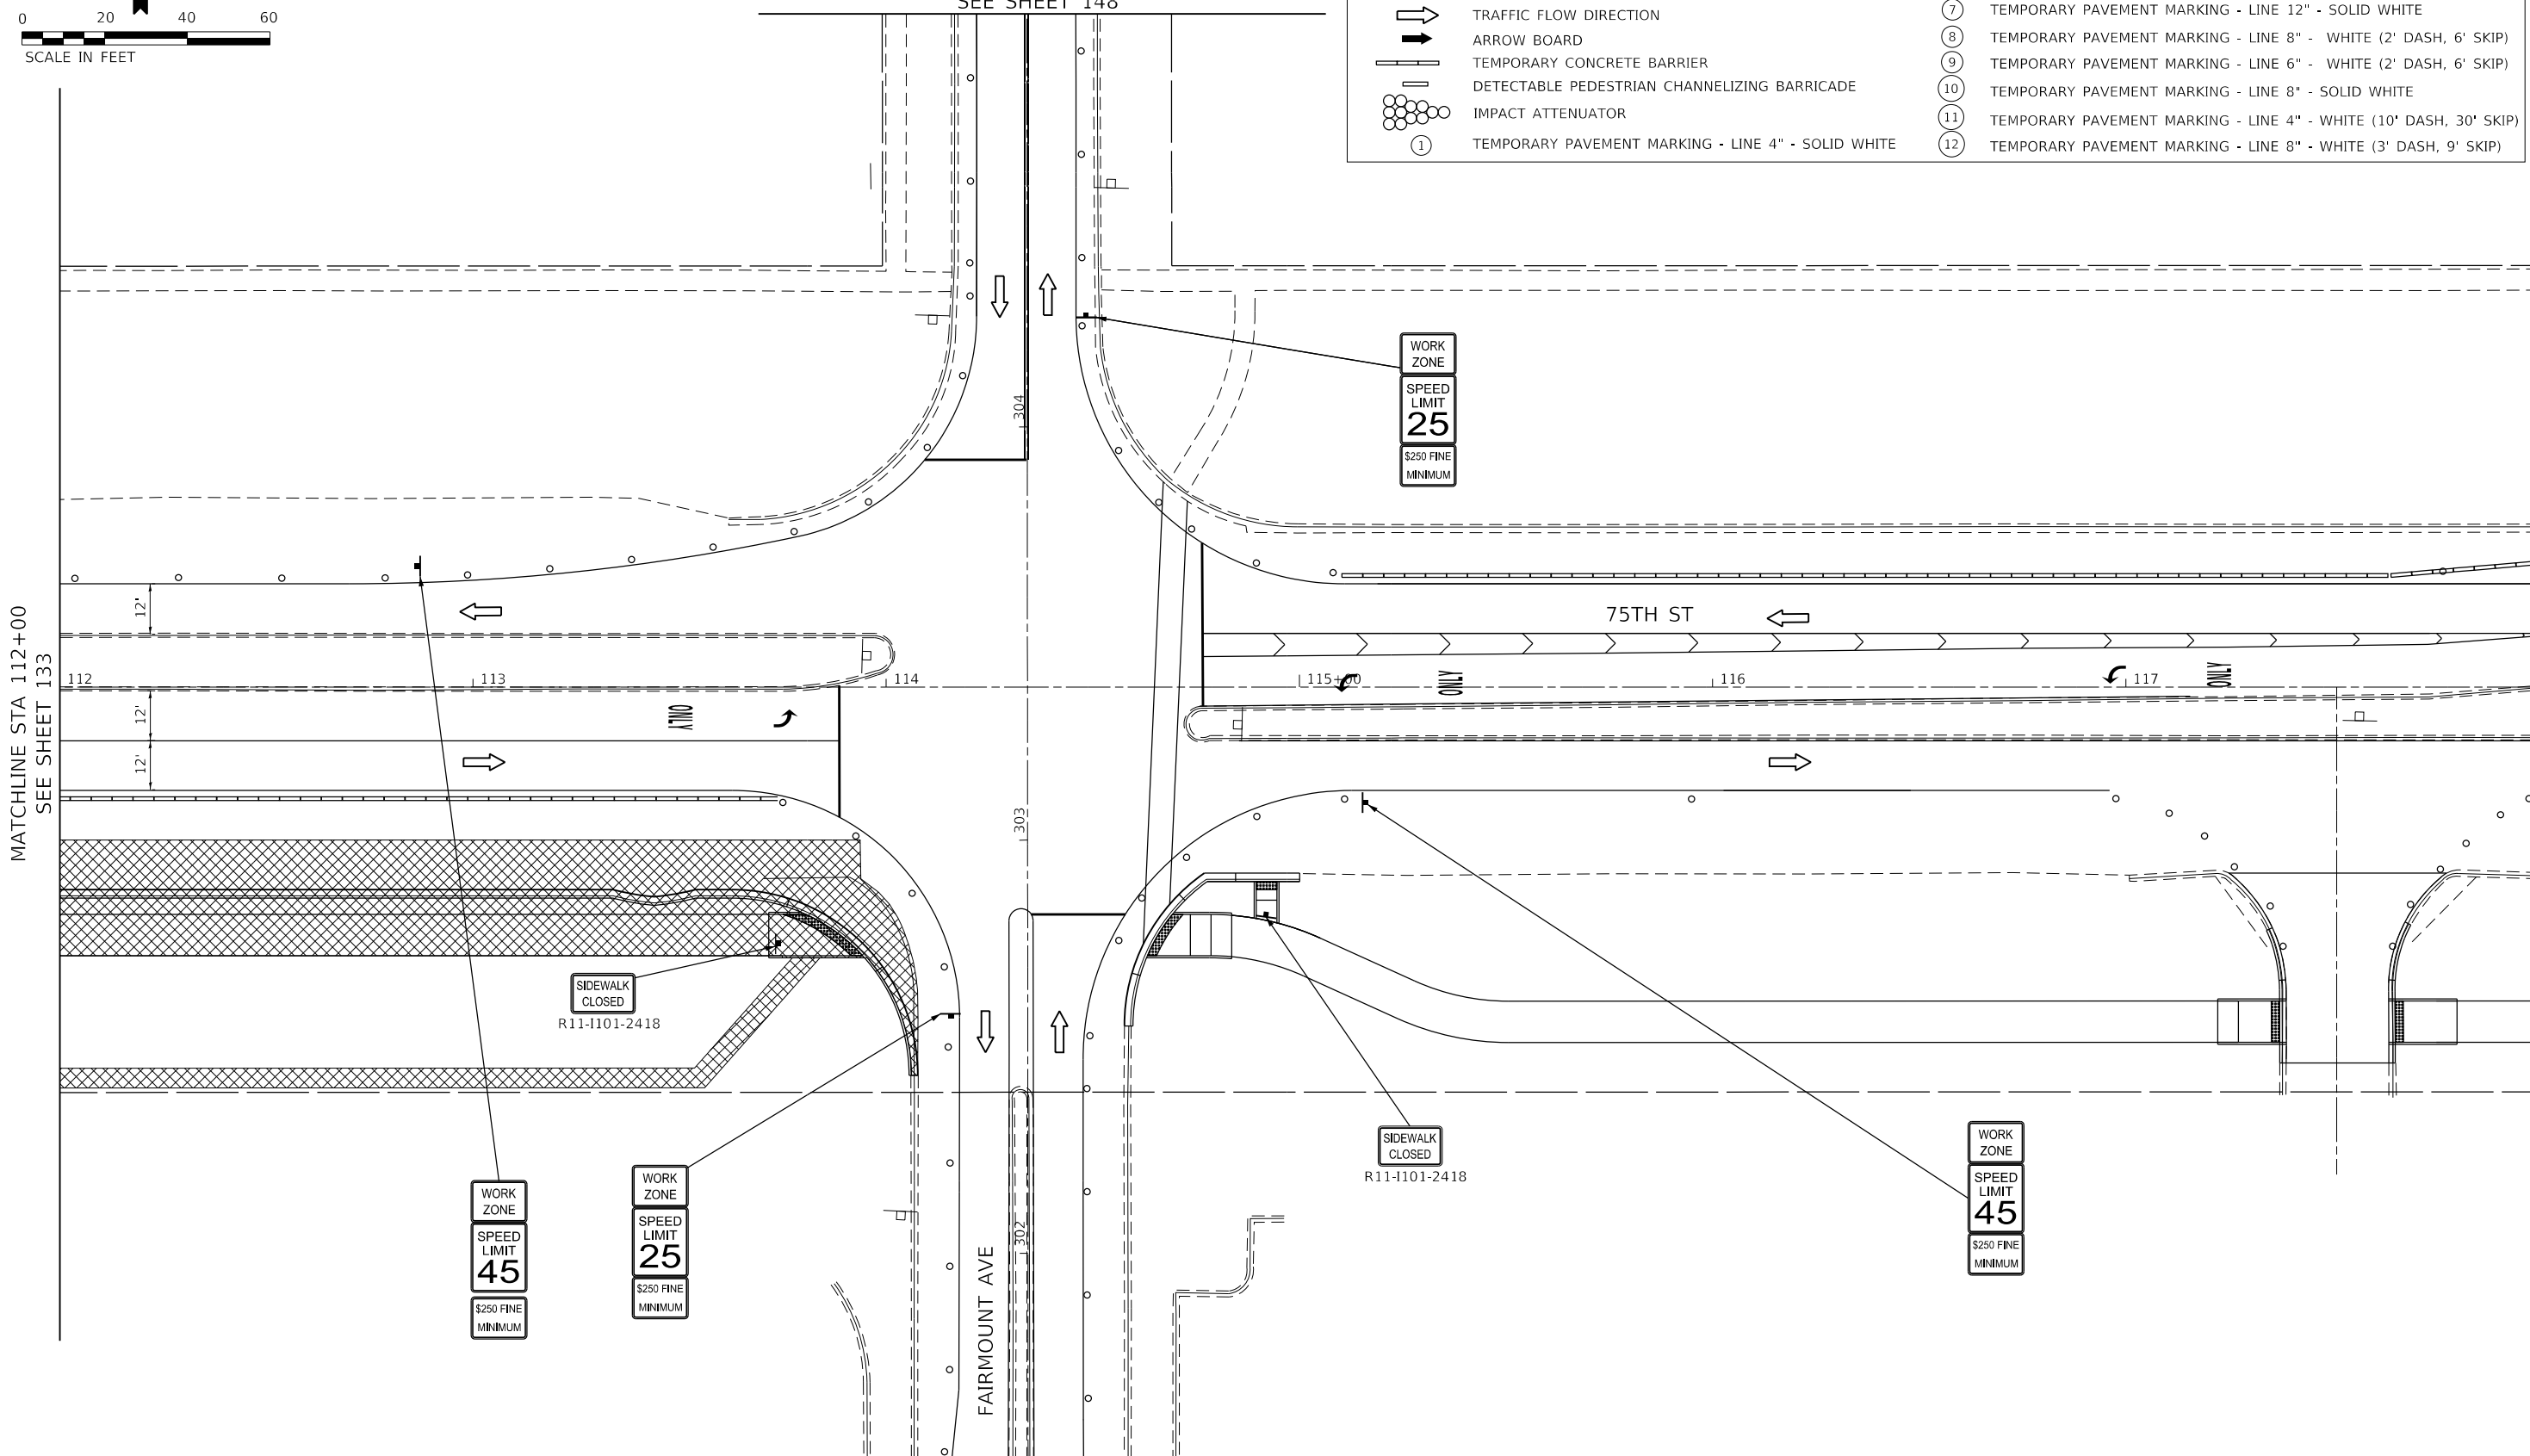 0 20 40 60
SCALE IN FEET
SEE SHEET 148
TRAFFIC FLOW DIRECTION
ARROW BOARD
TEMPORARY CONCRETE BARRIER
DETECTABLE PEDESTRIAN CHANNELIZING BARRICADE
IMPACT ATTENUATOR
1 TEMPORARY PAVEMENT MARKING - LINE 4" - SOLID WHITE
7 TEMPORARY PAVEMENT MARKING - LINE 12" - SOLID WHITE
8 TEMPORARY PAVEMENT MARKING - LINE 8" - WHITE (2' DASH, 6' SKIP)
9 TEMPORARY PAVEMENT MARKING - LINE 6" - WHITE (2' DASH, 6' SKIP)
10 TEMPORARY PAVEMENT MARKING - LINE 8" - SOLID WHITE
11 TEMPORARY PAVEMENT MARKING - LINE 4" - WHITE (10' DASH, 30' SKIP)
12 TEMPORARY PAVEMENT MARKING - LINE 8" - WHITE (3' DASH, 9' SKIP)
304
WORK
ZONE
SPEED
LIMIT
25
$250 FINE
MINIMUM
MATCHLINE STA 112+00
SEE SHEET 133
12'
12'
12'
75TH ST
112
113
114
115+00
116
117
ONLY
ONLY
ONLY
303
SIDEWALK
CLOSED
R11-I101-2418
SIDEWALK
CLOSED
R11-I101-2418
WORK
ZONE
SPEED
LIMIT
45
$250 FINE
MINIMUM
WORK
ZONE
SPEED
LIMIT
25
$250 FINE
MINIMUM
FAIRMOUNT AVE
302
WORK
ZONE
SPEED
LIMIT
45
$250 FINE
MINIMUM